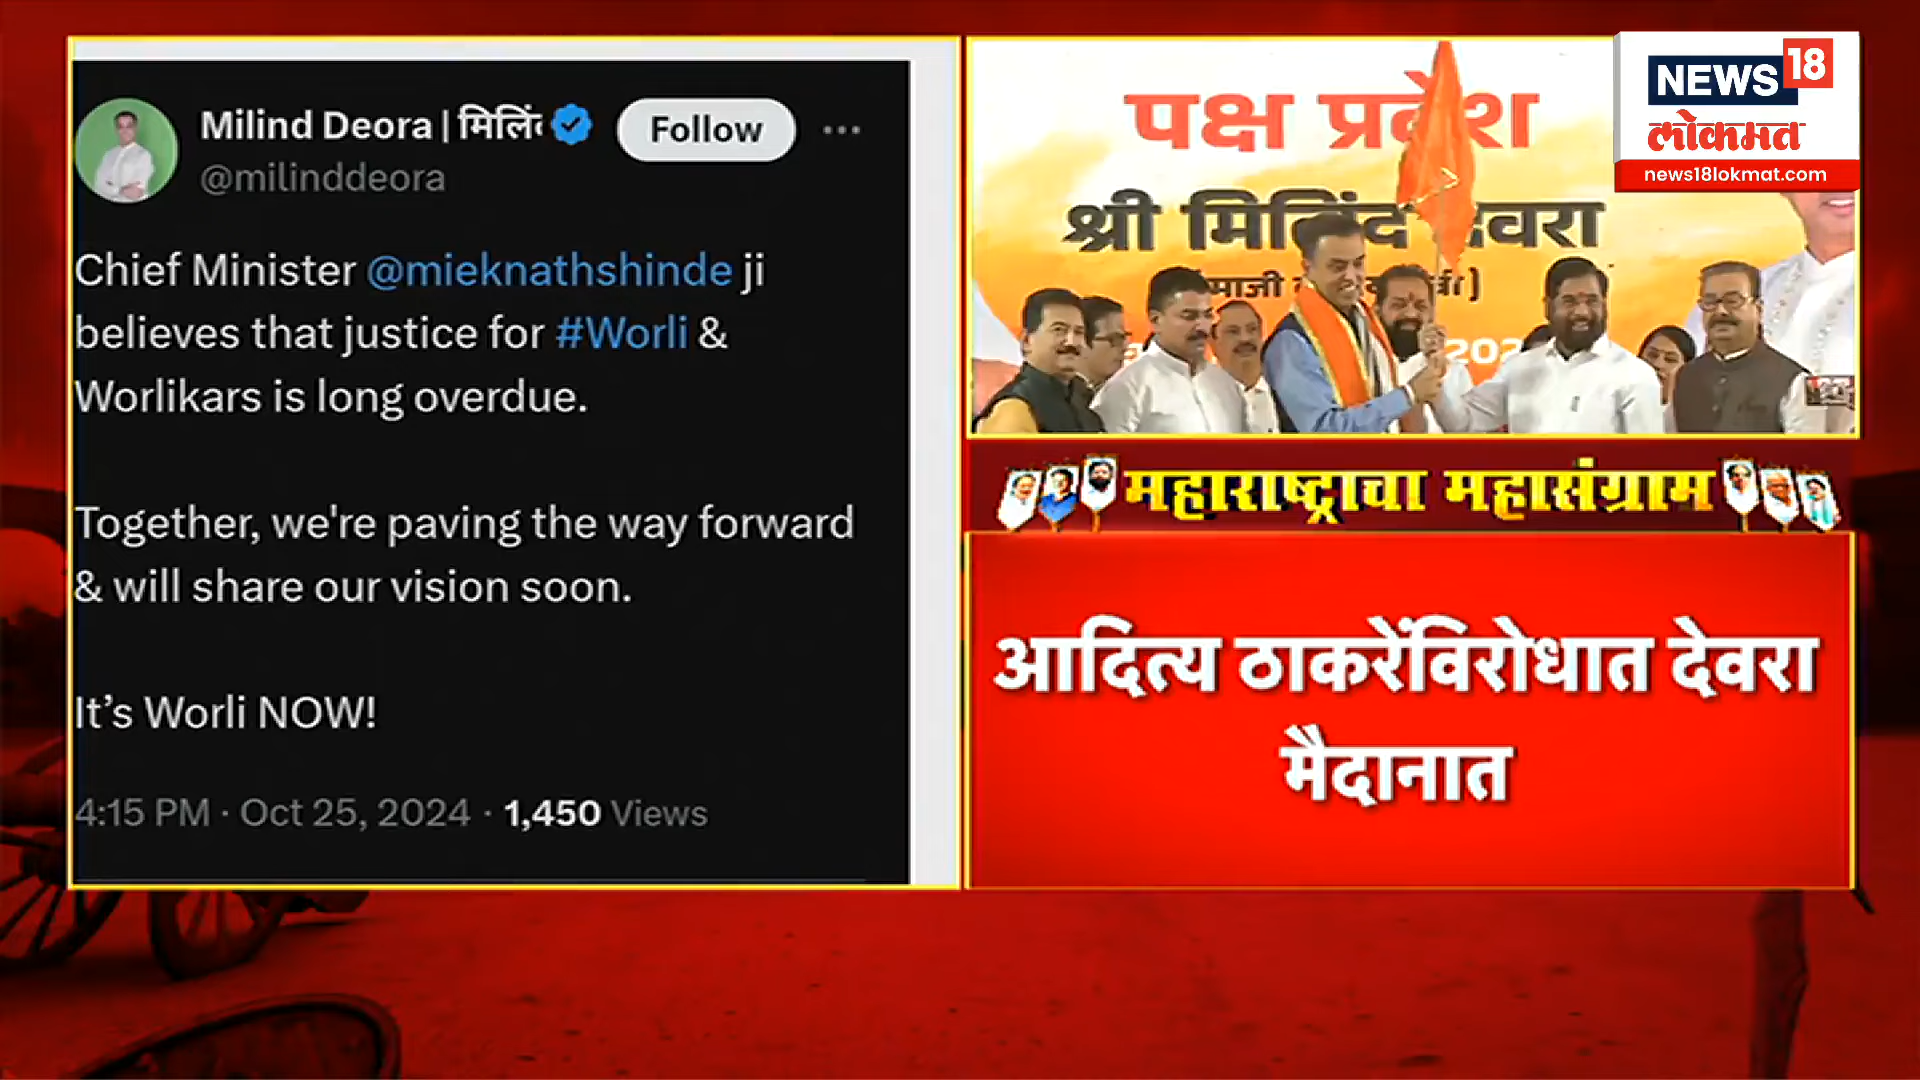 Milind Deora | मिलिं
Follow
@milinddeora
Chief Minister @mieknathshinde ji
believes that justice for #Worli &
Worlikars is long overdue.
Together, we're paving the way forward
& will share our vision soon.
It's Worli NOW!
4:15 PM · Oct 25, 2024 · 1,450 Views
पक्ष प्रवेश
श्री मिलिंद देवरा
माजी
202
NEWS 18
लोकमत
news18lokmat.com
महाराष्ट्राचा महासंग्राम
आदित्य ठाकरेंविरोधात देवरा
मैदानात